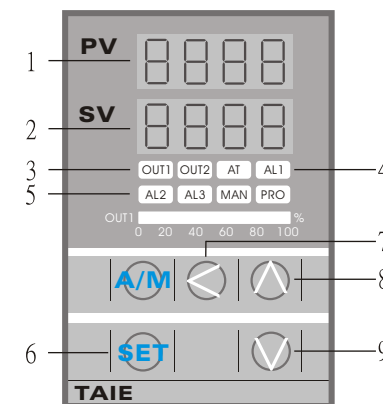 PV
1
SV
2
3 OUT1 OUT2 AT AL1 4
5 AL2 AL3 MAN PRO
OUT1 %
0 20 40 60 80 100
7
A/M < ∧ 8
6 SET ∨ 9
TAIE